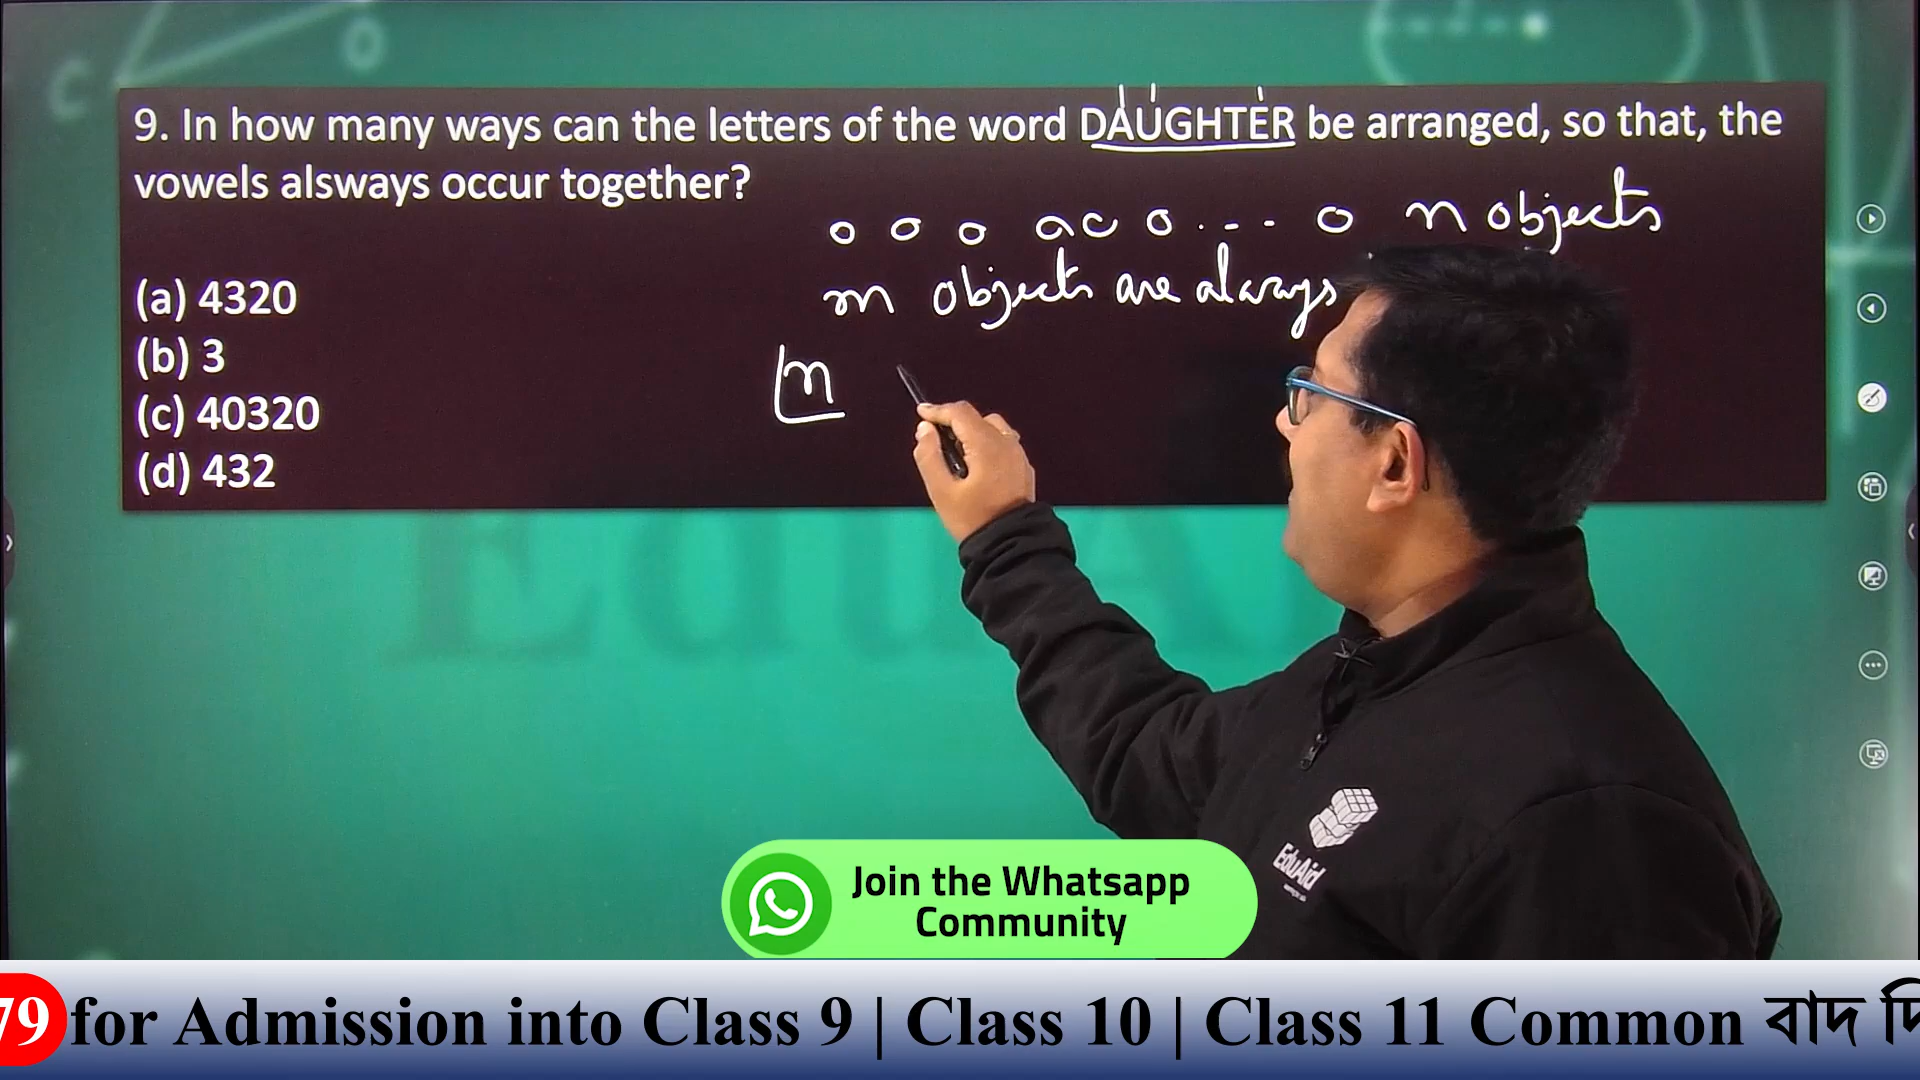 C
O
9. In how many ways can the letters of the word DAUGHTER be arranged, so that, the
vowels alsways occur together?
n objects
m objects are always
(a) 4320
(b) 3
(c) 40320
(d) 432
EduAid
Join the Whatsapp
Community
79 for Admission into Class 9 | Class 10 | Class 11 Common বাদ দি